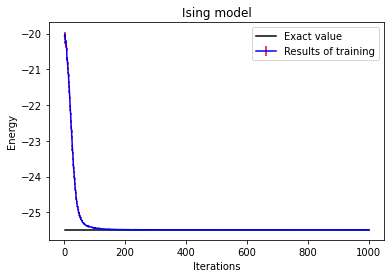 Ising model
Exact value
Results of training
Energy
−20
−21
−22
−23
−24
−25
0
200
400
600
800
1000
Iterations